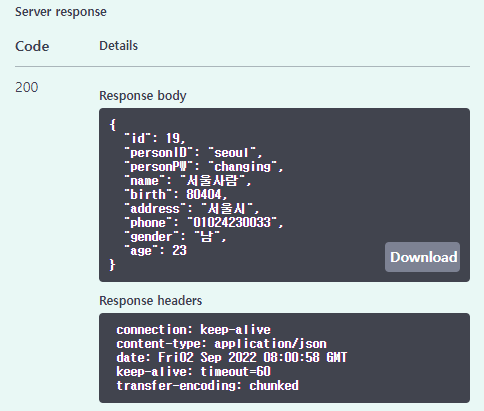 Server response
Code Details
200
Response body
{
"id": 19,
"personID": "seoul",
"personPW": "changing",
"name": "서울사람",
"birth": 80404,
"address": "서울시",
"phone": "01024230033",
"gender": "남",
"age": 23
}
Download
Response headers
connection: keep-alive
content-type: application/json
date: Fri02 Sep 2022 08:00:58 GMT
keep-alive: timeout=60
transfer-encoding: chunked